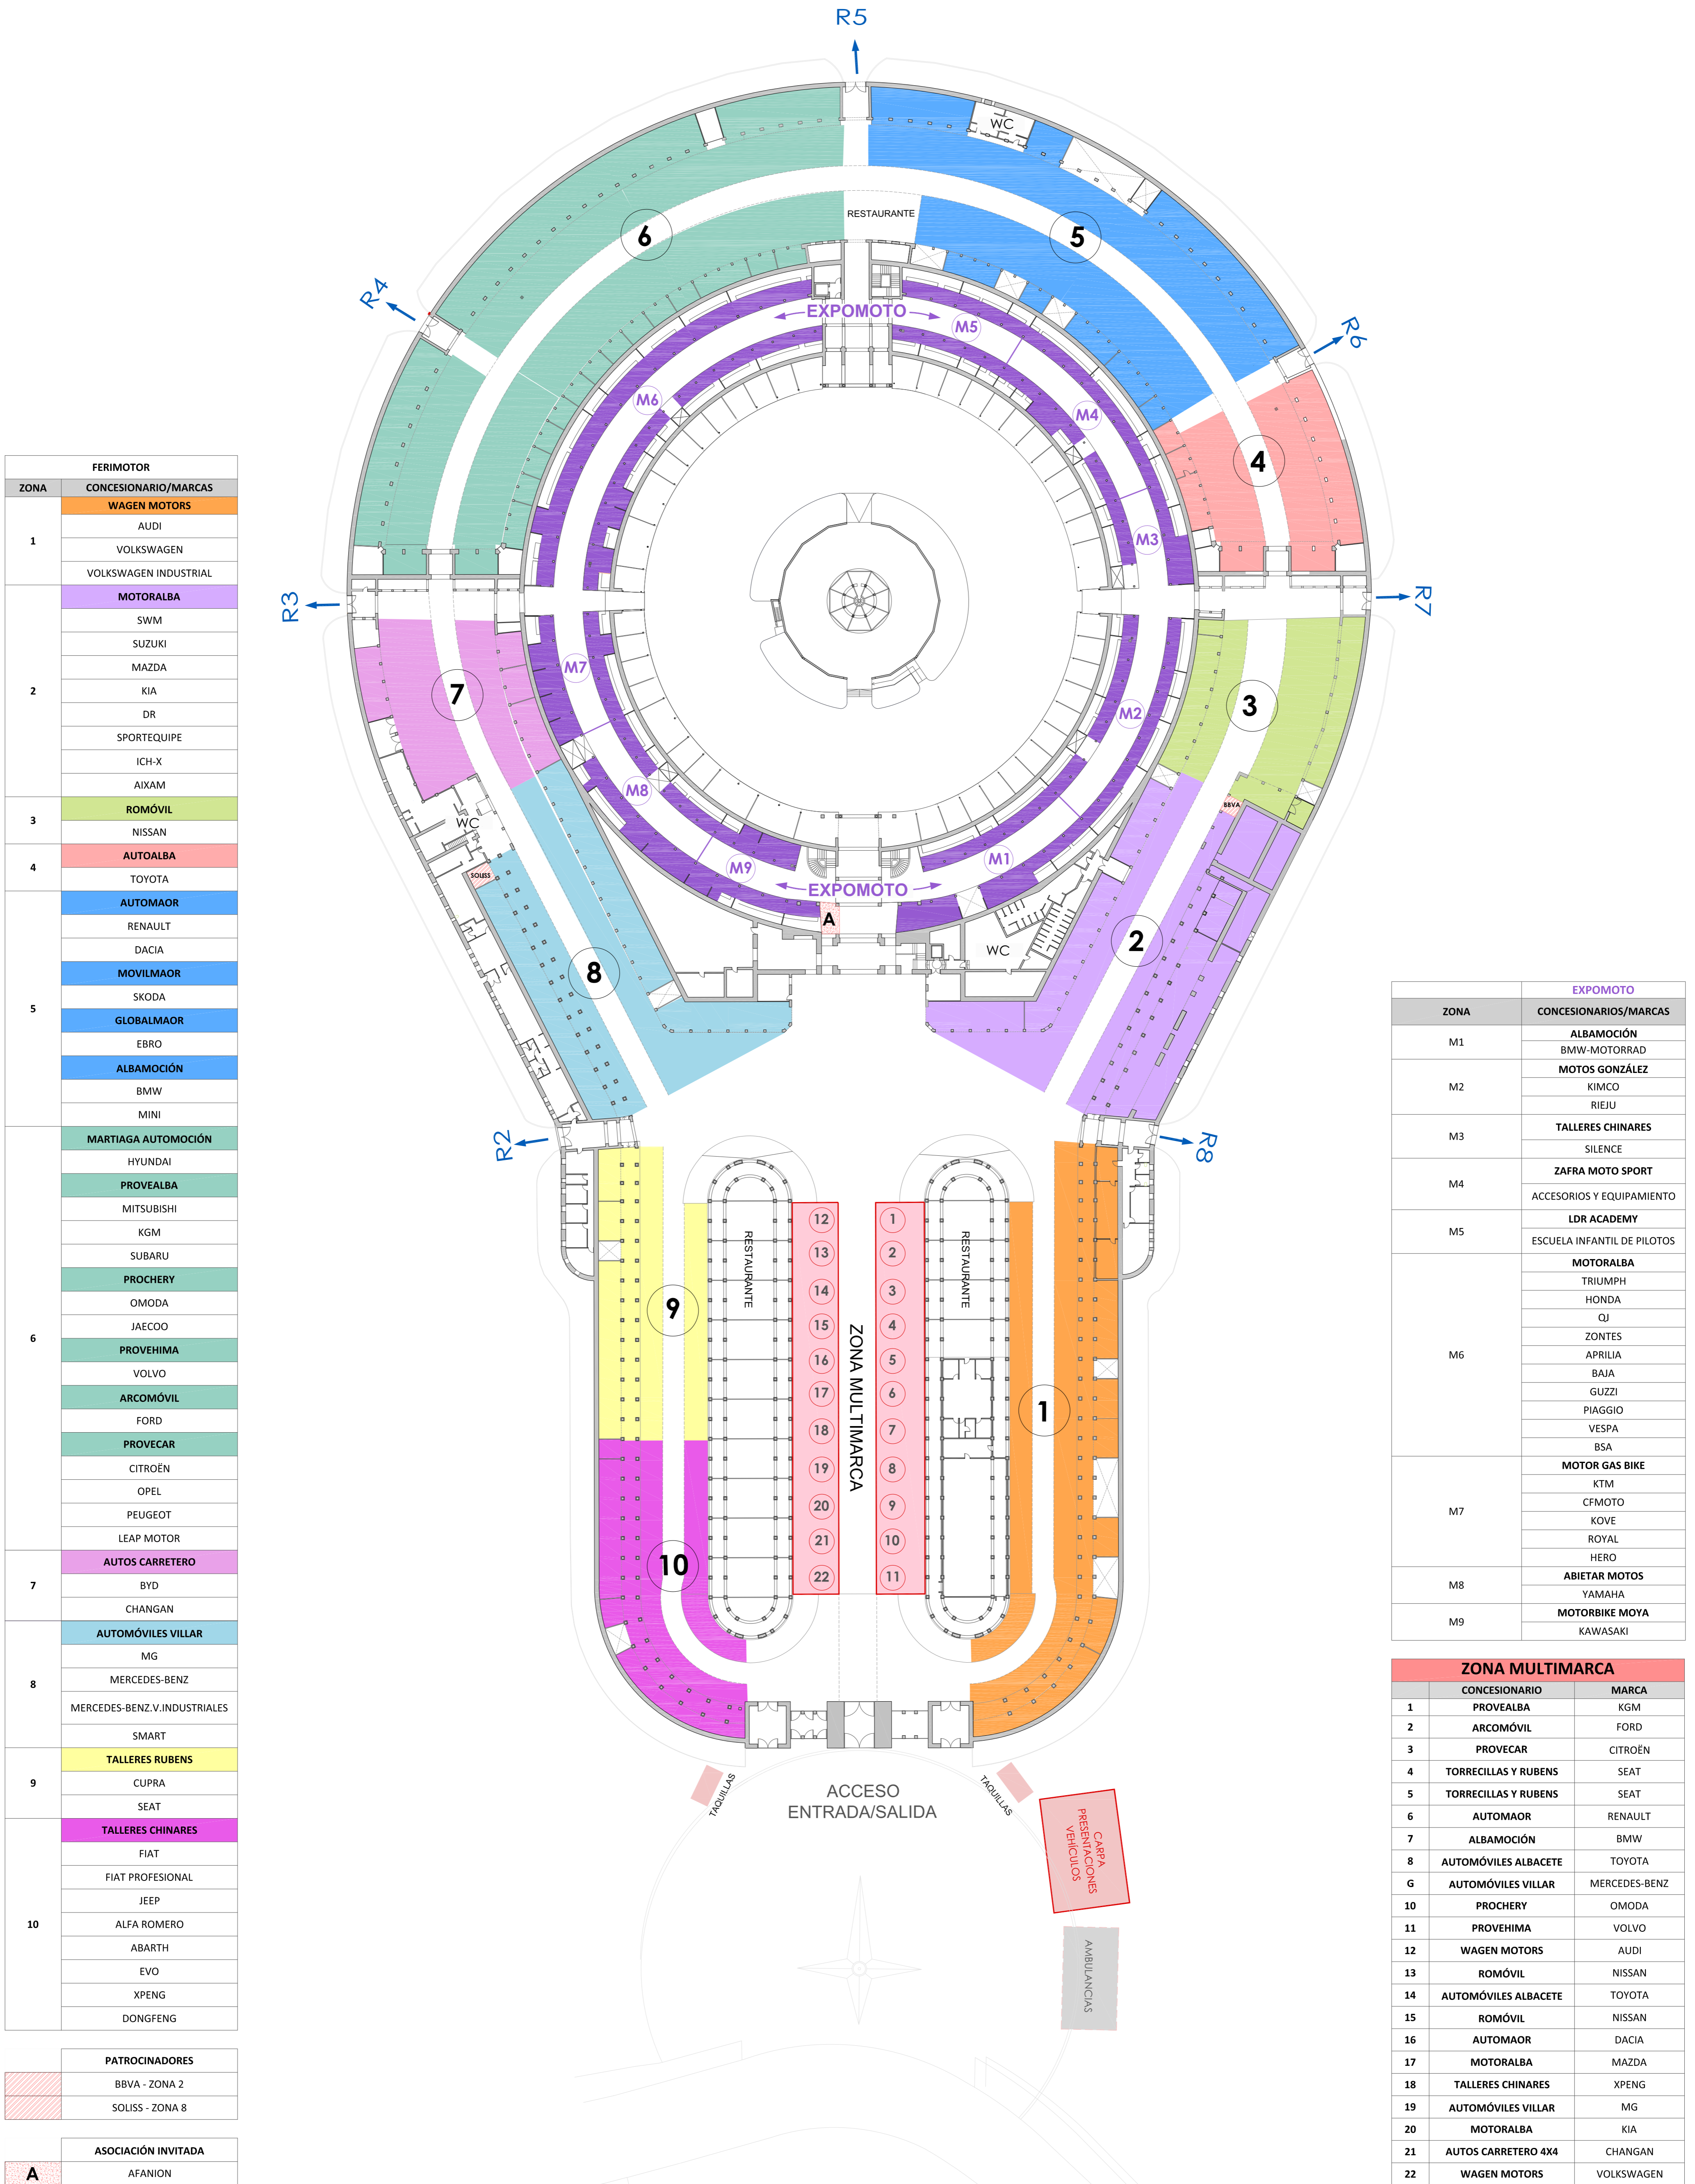 R5
WC
RESTAURANTE
6
5
R4
R6
EXPOMOTO
M5
M6
M4
4
M3
R3
R7
7
M7
M2
3
M8
BBVA
WC
SOLISS
M9
M1
EXPOMOTO
A
WC
2
8
R2
R8
12
1
13
2
RESTAURANTE
RESTAURANTE
14
3
9
15
4
ZONA MULTIMARCA
16
5
17
6
1
18
7
19
8
20
9
21
10
10
22
11
TAQUILLAS
TAQUILLAS
ACCESO
ENTRADA/SALIDA
CARPA
PRESENTACIONES
VEHÍCULOS
AMBULANCIAS
FERIMOTOR
ZONA CONCESIONARIO/MARCAS
WAGEN MOTORS
AUDI
1
VOLKSWAGEN
VOLKSWAGEN INDUSTRIAL
MOTORALBA
SWM
SUZUKI
MAZDA
2
KIA
DR
SPORTEQUIPE
ICH-X
AIXAM
3
ROMÓVIL
NISSAN
4
AUTOALBA
TOYOTA
AUTOMAOR
RENAULT
DACIA
MOVILMAOR
5
SKODA
GLOBALMAOR
EBRO
ALBAMOCIÓN
BMW
MINI
MARTIAGA AUTOMOCIÓN
HYUNDAI
PROVEALBA
MITSUBISHI
KGM
SUBARU
PROCHERY
OMODA
JAECOO
6
PROVEHIMA
VOLVO
ARCOMÓVIL
FORD
PROVECAR
CITROËN
OPEL
PEUGEOT
LEAP MOTOR
AUTOS CARRETERO
7
BYD
CHANGAN
AUTOMÓVILES VILLAR
MG
8
MERCEDES-BENZ
MERCEDES-BENZ.V.INDUSTRIALES
SMART
TALLERES RUBENS
9
CUPRA
SEAT
TALLERES CHINARES
FIAT
FIAT PROFESIONAL
JEEP
10
ALFA ROMERO
ABARTH
EVO
XPENG
DONGFENG
PATROCINADORES
BBVA - ZONA 2
SOLISS - ZONA 8
ASOCIACIÓN INVITADA
A AFANION
EXPOMOTO
ZONA CONCESIONARIOS/MARCAS
M1
ALBAMOCIÓN
BMW-MOTORRAD
M2
MOTOS GONZÁLEZ
KIMCO
RIEJU
M3
TALLERES CHINARES
SILENCE
M4
ZAFRA MOTO SPORT
ACCESORIOS Y EQUIPAMIENTO
M5
LDR ACADEMY
ESCUELA INFANTIL DE PILOTOS
MOTORALBA
TRIUMPH
HONDA
QJ
ZONTES
M6
APRILIA
BAJA
GUZZI
PIAGGIO
VESPA
BSA
MOTOR GAS BIKE
KTM
M7
CFMOTO
KOVE
ROYAL
HERO
M8
ABIETAR MOTOS
YAMAHA
M9
MOTORBIKE MOYA
KAWASAKI
ZONA MULTIMARCA
CONCESIONARIO MARCA
1 PROVEALBA KGM
2 ARCOMÓVIL FORD
3 PROVECAR CITROËN
4 TORRECILLAS Y RUBENS SEAT
5 TORRECILLAS Y RUBENS SEAT
6 AUTOMAOR RENAULT
7 ALBAMOCIÓN BMW
8 AUTOMÓVILES ALBACETE TOYOTA
G AUTOMÓVILES VILLAR MERCEDES-BENZ
10 PROCHERY OMODA
11 PROVEHIMA VOLVO
12 WAGEN MOTORS AUDI
13 ROMÓVIL NISSAN
14 AUTOMÓVILES ALBACETE TOYOTA
15 ROMÓVIL NISSAN
16 AUTOMAOR DACIA
17 MOTORALBA MAZDA
18 TALLERES CHINARES XPENG
19 AUTOMÓVILES VILLAR MG
20 MOTORALBA KIA
21 AUTOS CARRETERO 4X4 CHANGAN
22 WAGEN MOTORS VOLKSWAGEN